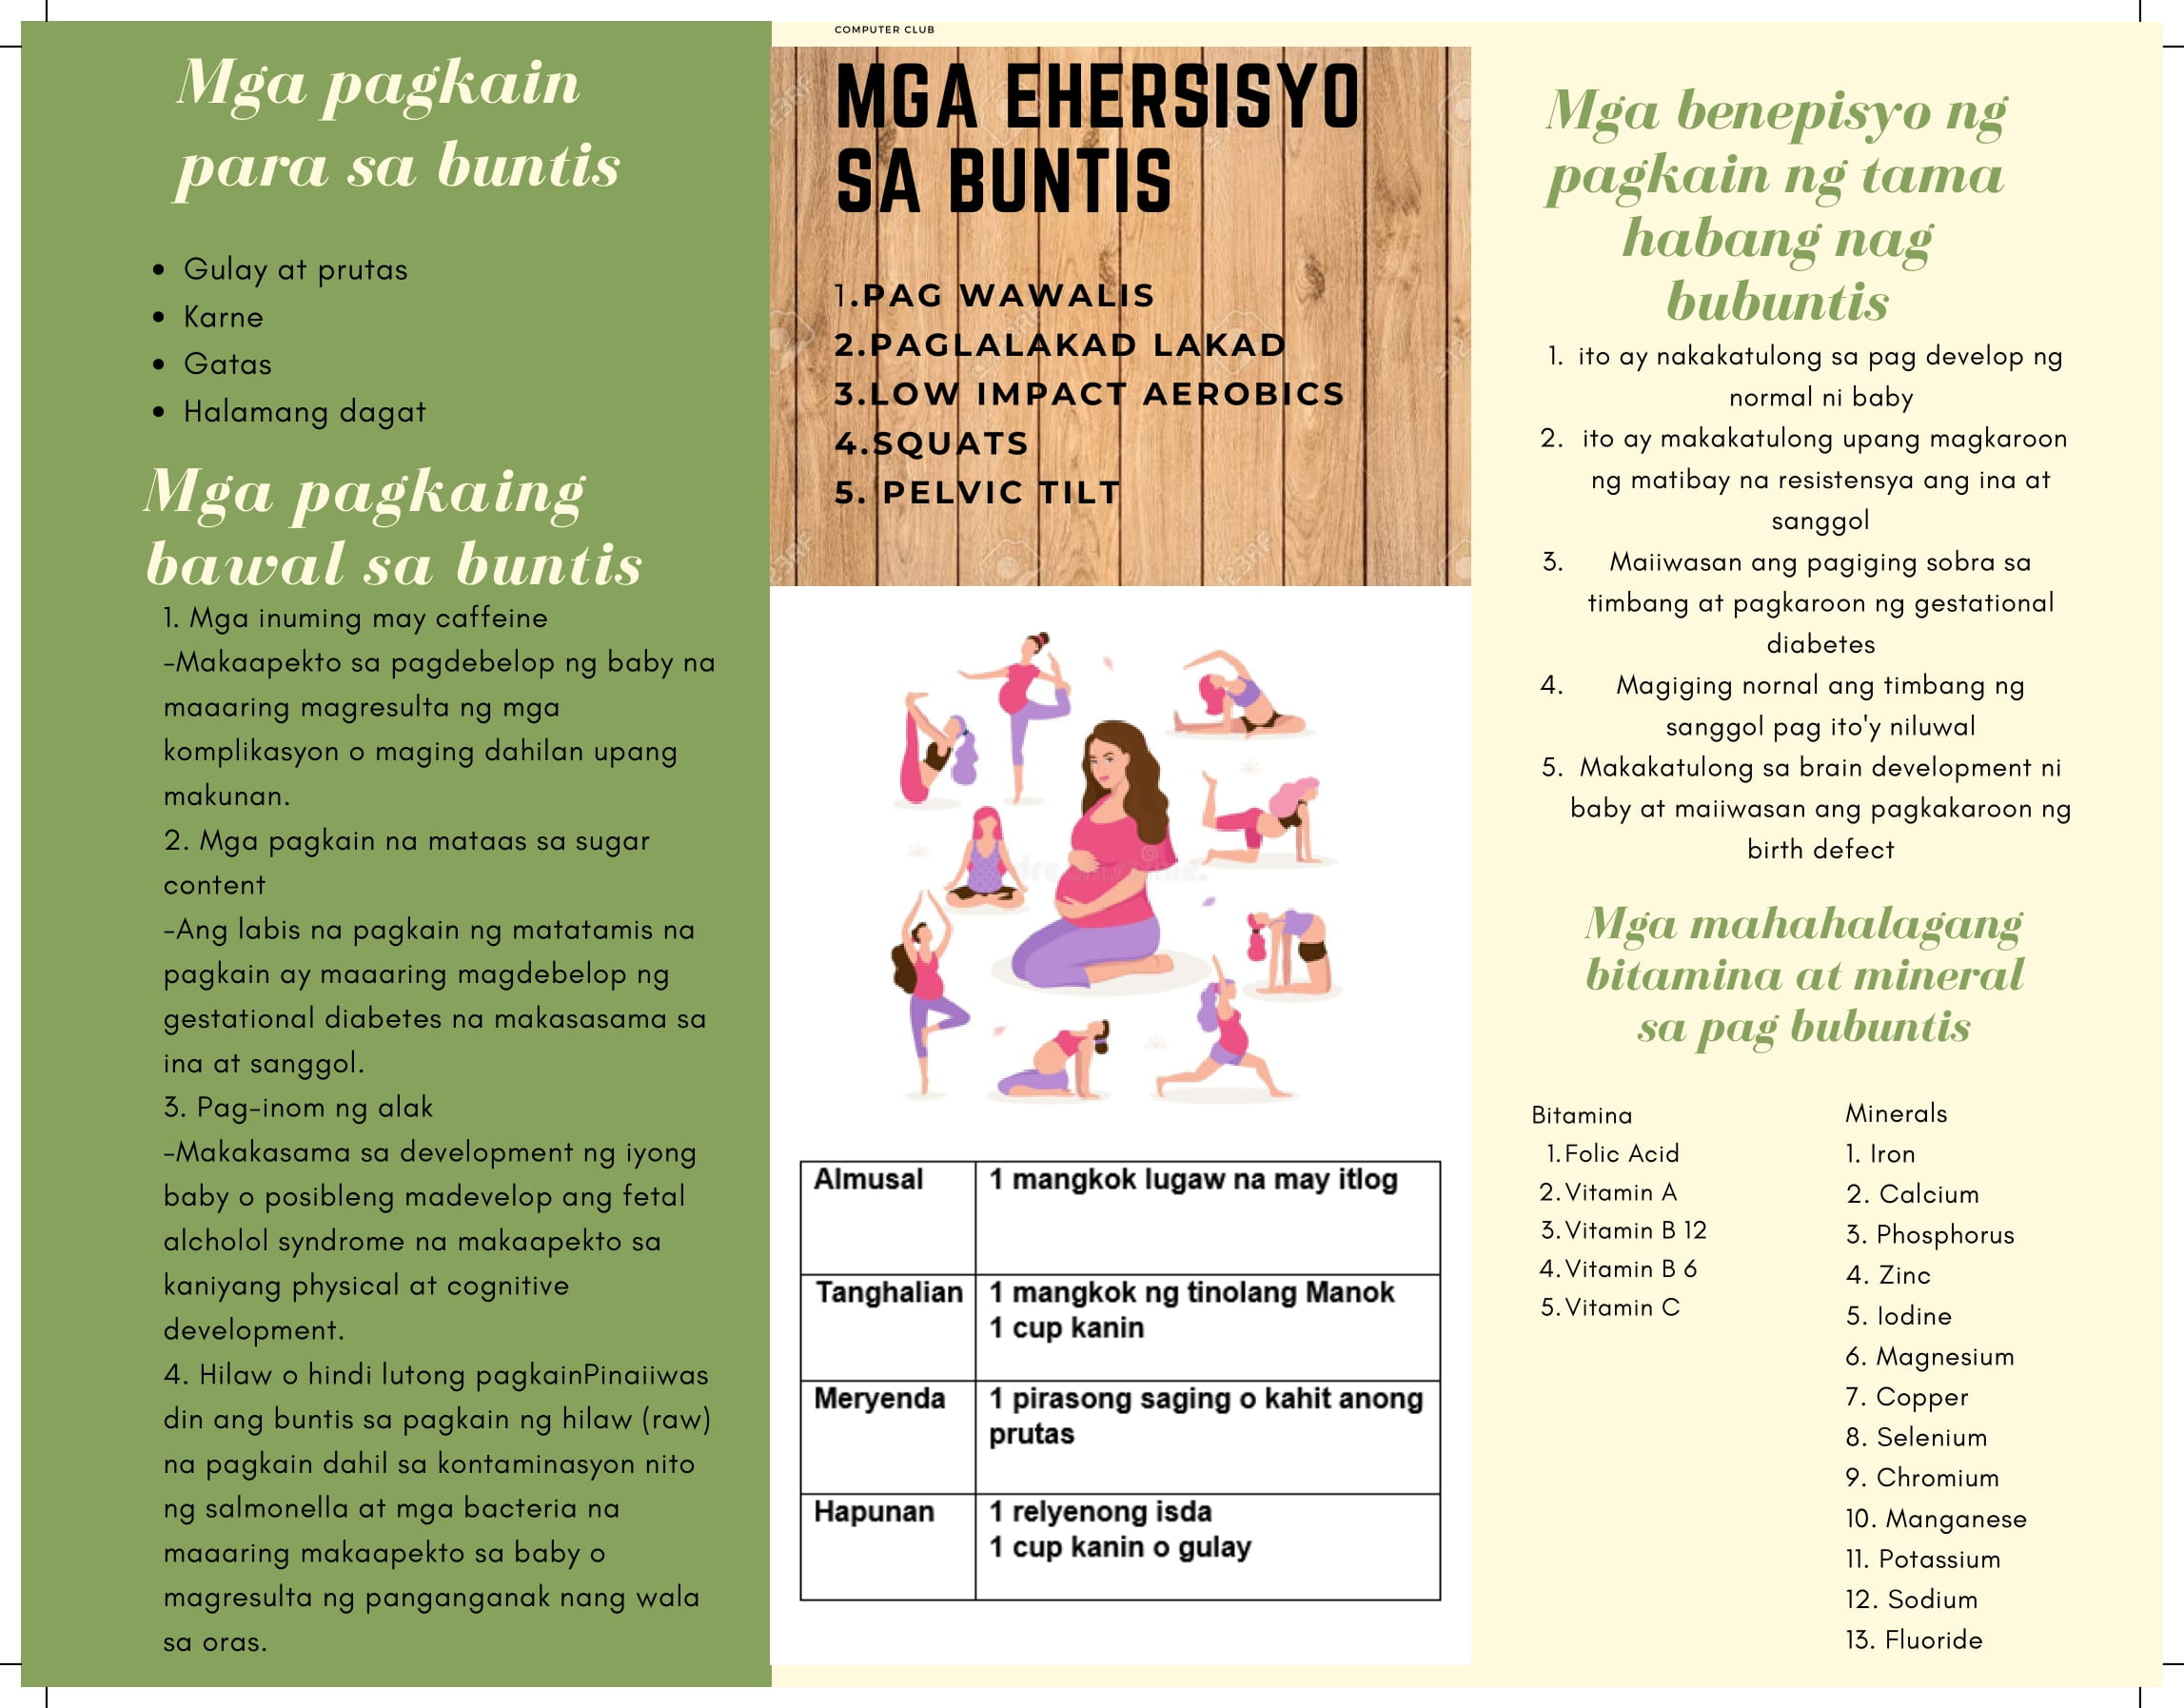 Mga pagkain
para sa buntis
Gulay at prutas
Karne
Gatas
Halamang dagat
Mga pagkaing
bawal sa buntis
1. Mga inuming may caffeine
-Makaapekto sa pagdebelop ng baby na
maaaring magresulta ng mga
komplikasyon o maging dahilan upang
makunan.
2. Mga pagkain na mataas sa sugar
content
-Ang labis na pagkain ng matatamis na
pagkain ay maaaring magdebelop ng
gestational diabetes na makasasama sa
ina at sanggol.
3. Pag-inom ng alak
-Makakasama sa development ng iyong
baby o posibleng madevelop ang fetal
alcholol syndrome na makaapekto sa
kaniyang physical at cognitive
development.
4. Hilaw o hindi lutong pagkainPinaiiwas
din ang buntis sa pagkain ng hilaw (raw)
na pagkain dahil sa kontaminasyon nito
ng salmonella at mga bacteria na
maaaring makaapekto sa baby o
magresulta ng panganganak nang wala
sa oras.
COMPUTER CLUB
MGA EHERSISYO
SA BUNTIS
1.PAG WAWALIS
2.PAGLALAKAD LAKAD
3.LOW IMPACT AEROBICS
4.SQUATS
5. PELVIC TILT
Almusal 1 mangkok lugaw na may itlog
Tanghalian 1 mangkok ng tinolang Manok
1 cup kanin
Meryenda 1 pirasong saging o kahit anong
prutas
Hapunan 1 relyenong isda
1 cup kanin o gulay
Mga benepisyo ng
pagkain ng tama
habang nag
bubuntis
1. ito ay nakakatulong sa pag develop ng
normal ni baby
2. ito ay makakatulong upang magkaroon
ng matibay na resistensya ang ina at
sanggol
3. Maiiwasan ang pagiging sobra sa
timbang at pagkaroon ng gestational
diabetes
4. Magiging nornal ang timbang ng
sanggol pag ito'y niluwal
5. Makakatulong sa brain development ni
baby at maiiwasan ang pagkakaroon ng
birth defect
Mga mahahalagang
bitamina at mineral
sa pag bubuntis
Bitamina
1. Folic Acid
2. Vitamin A
3. Vitamin B 12
4. Vitamin B 6
5. Vitamin C
Minerals
1. Iron
2. Calcium
3. Phosphorus
4. Zinc
5. Iodine
6. Magnesium
7. Copper
8. Selenium
9. Chromium
10. Manganese
11. Potassium
12. Sodium
13. Fluoride